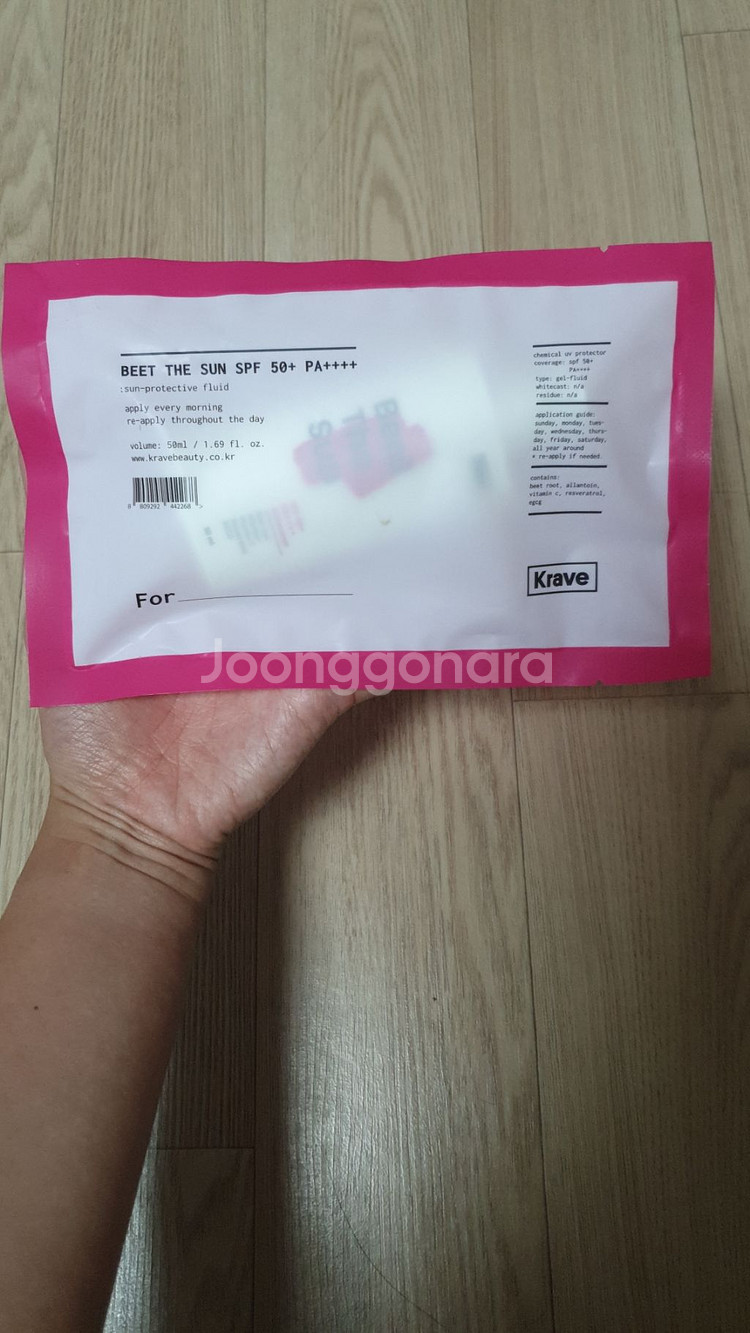 BEET THE SUN SPF 50+ PA++++
:sun-protective fluid
apply every morning
re-apply throughout the day
volume: 50ml / 1.69 fl. oz.
www.kravebeauty.co.kr
8 809292 442268 >
For
chemical uv protector
coverage: spf 50+
PA++++
type: gel-fluid
whitecast: n/a
residue: n/a
application guide:
sunday, monday, tues-
day, wednesday, thurs-
day, friday, saturday,
all year around
* re-apply if needed.
contains:
beet root, allantoin,
vitamin c, resveratrol,
egcg
Krave
Joonggonara